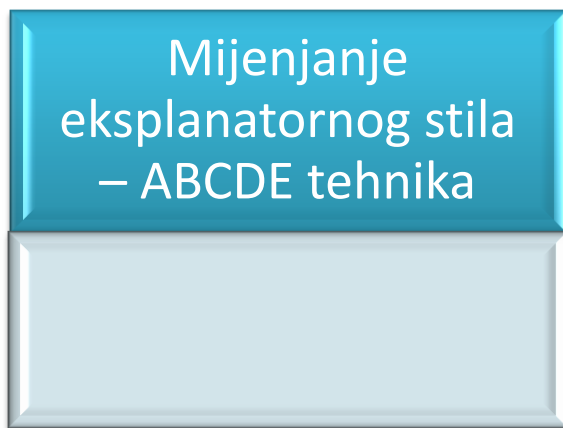 Mijenjanje
eksplanatornog stila
– ABCDE tehnika